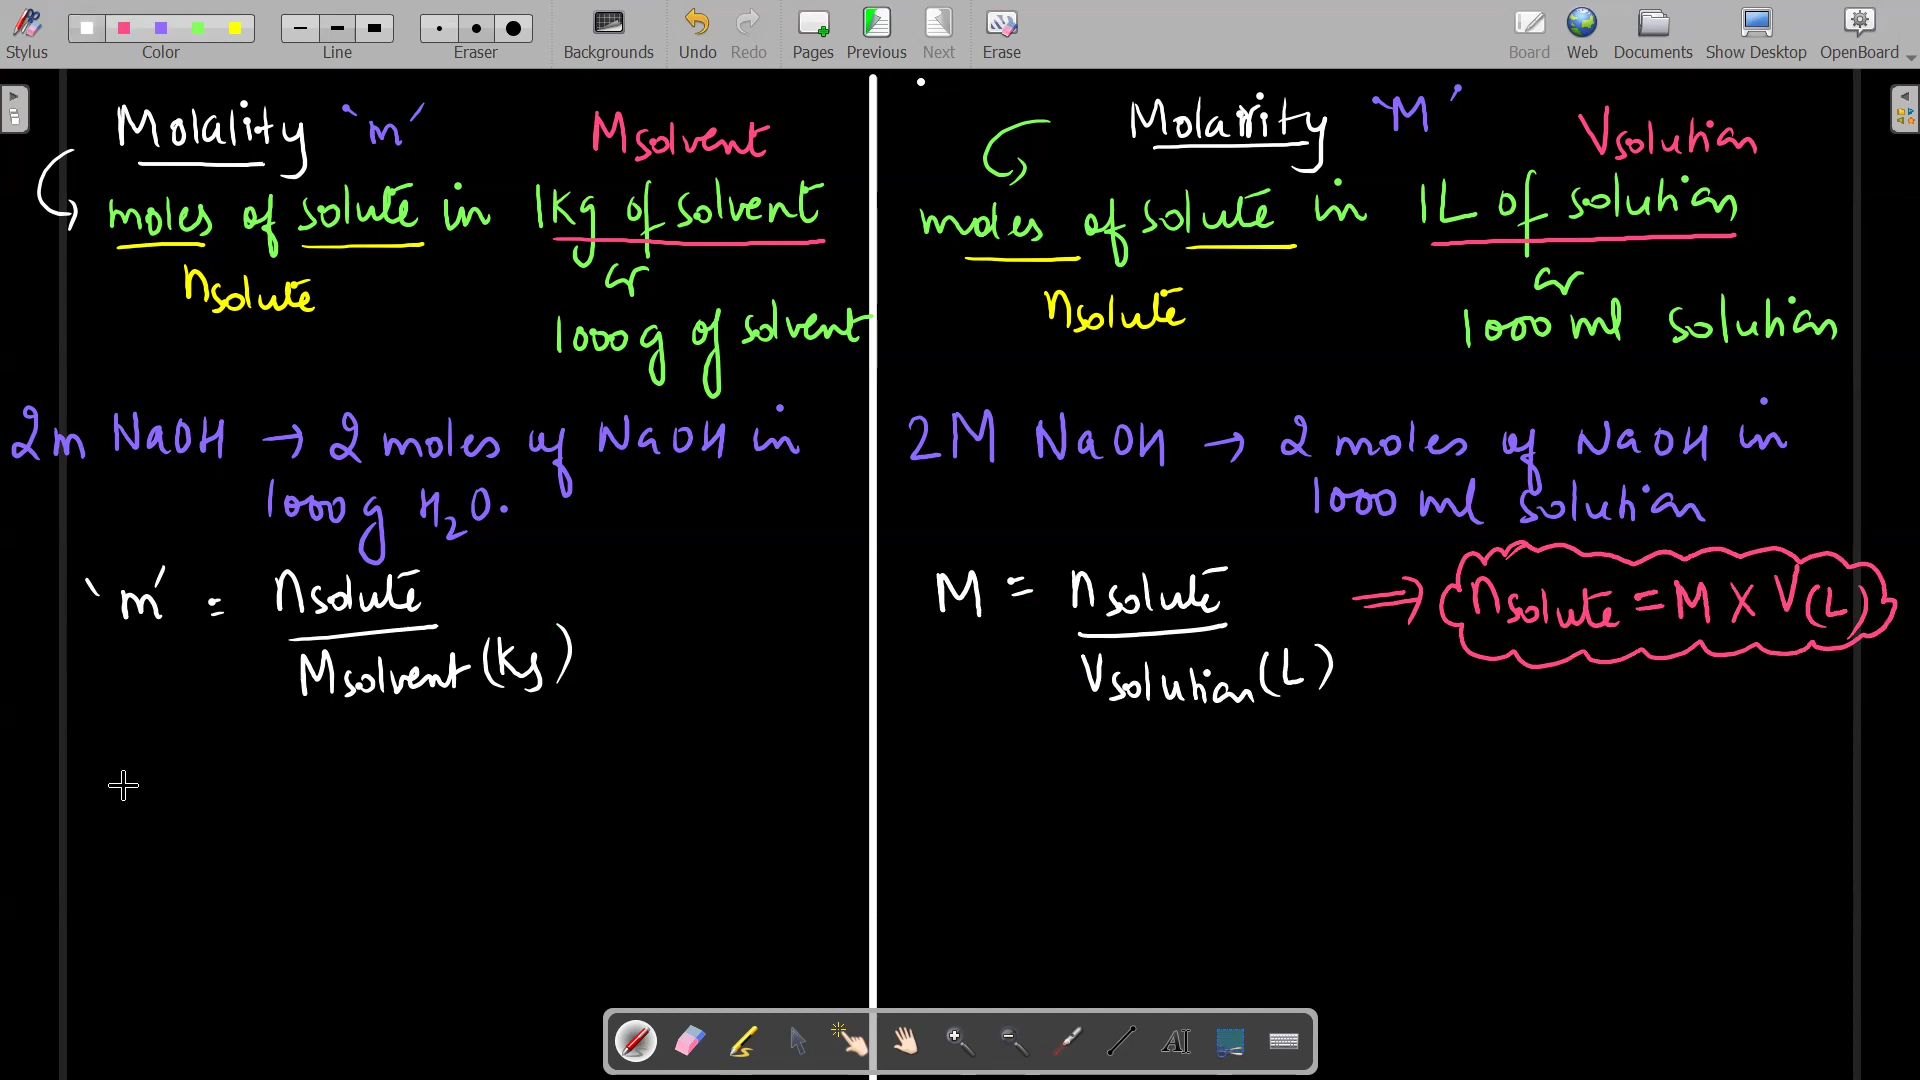 Stylus Color Line Eraser Backgrounds Undo Redo Pages Previous Next Erase Board Web Documents Show Desktop OpenBoard
Molality 'm' Msolvent
moles of solute in 1Kg of solvent
nsolute or
1000g of solvent
2m NaOH → 2 moles of NaOH in
1000g H₂O.
'm' = nsolute
Msolvent (Kg)
Molarity 'M' Vsolution
moles of solute in 1L of solution
nsolute or
1000 ml solution
2M NaOH → 2 moles of NaOH in
1000 ml solution
M = nsolute ⇒ nsolute = M X V(L)
Vsolution (L)
AI